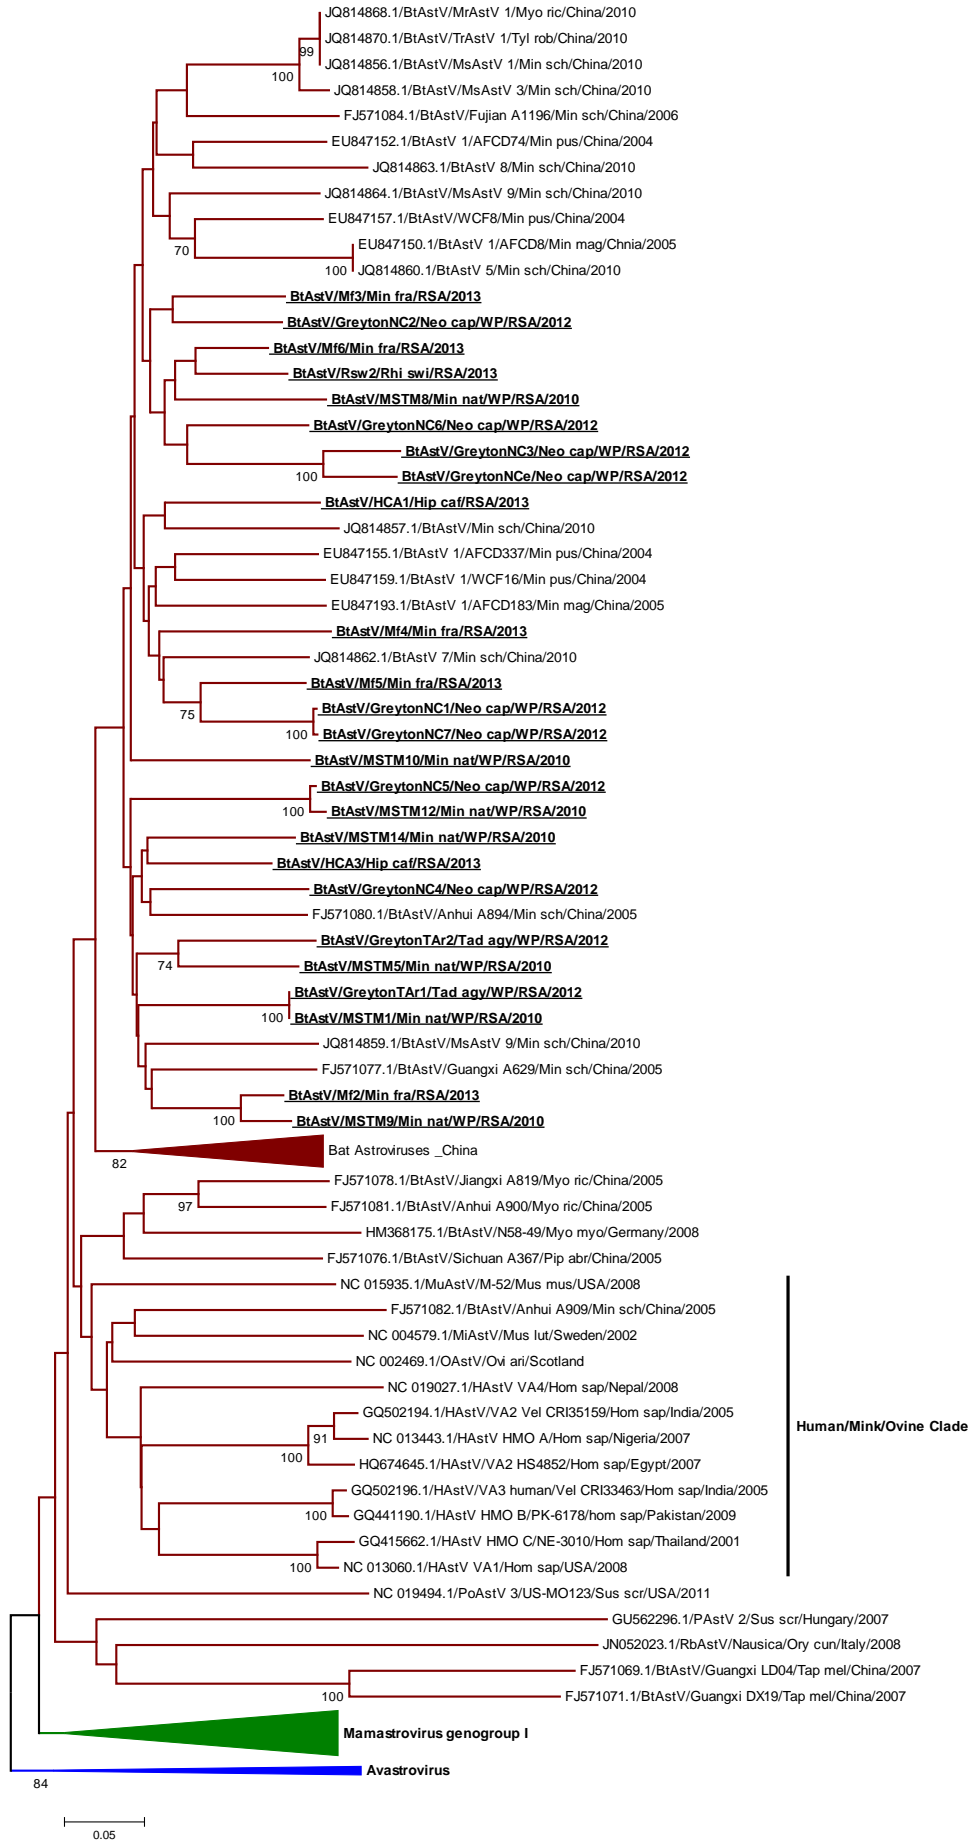 JQ814868.1/BtAstV/MrAstV 1/Myo ric/China/2010
JQ814870.1/BtAstV/TrAstV 1/Tyl rob/China/2010
99
JQ814856.1/BtAstV/MsAstV 1/Min sch/China/2010
100
JQ814858.1/BtAstV/MsAstV 3/Min sch/China/2010
FJ571084.1/BtAstV/Fujian A1196/Min sch/China/2006
EU847152.1/BtAstV 1/AFCD74/Min pus/China/2004
JQ814863.1/BtAstV 8/Min sch/China/2010
JQ814864.1/BtAstV/MsAstV 9/Min sch/China/2010
EU847157.1/BtAstV/WCF8/Min pus/China/2004
70
EU847150.1/BtAstV 1/AFCD8/Min mag/Chnia/2005
100
JQ814860.1/BtAstV 5/Min sch/China/2010
BtAstV/Mf3/Min fra/RSA/2013
BtAstV/GreytonNC2/Neo cap/WP/RSA/2012
BtAstV/Mf6/Min fra/RSA/2013
BtAstV/Rsw2/Rhi swi/RSA/2013
BtAstV/MSTM8/Min nat/WP/RSA/2010
BtAstV/GreytonNC6/Neo cap/WP/RSA/2012
BtAstV/GreytonNC3/Neo cap/WP/RSA/2012
100
BtAstV/GreytonNCe/Neo cap/WP/RSA/2012
BtAstV/HCA1/Hip caf/RSA/2013
JQ814857.1/BtAstV/Min sch/China/2010
EU847155.1/BtAstV 1/AFCD337/Min pus/China/2004
EU847159.1/BtAstV 1/WCF16/Min pus/China/2004
EU847193.1/BtAstV 1/AFCD183/Min mag/China/2005
BtAstV/Mf4/Min fra/RSA/2013
JQ814862.1/BtAstV 7/Min sch/China/2010
BtAstV/Mf5/Min fra/RSA/2013
75
BtAstV/GreytonNC1/Neo cap/WP/RSA/2012
100
BtAstV/GreytonNC7/Neo cap/WP/RSA/2012
BtAstV/MSTM10/Min nat/WP/RSA/2010
BtAstV/GreytonNC5/Neo cap/WP/RSA/2012
100
BtAstV/MSTM12/Min nat/WP/RSA/2010
BtAstV/MSTM14/Min nat/WP/RSA/2010
BtAstV/HCA3/Hip caf/RSA/2013
BtAstV/GreytonNC4/Neo cap/WP/RSA/2012
FJ571080.1/BtAstV/Anhui A894/Min sch/China/2005
BtAstV/GreytonTAr2/Tad agy/WP/RSA/2012
74
BtAstV/MSTM5/Min nat/WP/RSA/2010
BtAstV/GreytonTAr1/Tad agy/WP/RSA/2012
100
BtAstV/MSTM1/Min nat/WP/RSA/2010
JQ814859.1/BtAstV/MsAstV 9/Min sch/China/2010
FJ571077.1/BtAstV/Guangxi A629/Min sch/China/2005
BtAstV/Mf2/Min fra/RSA/2013
100
BtAstV/MSTM9/Min nat/WP/RSA/2010
Bat Astroviruses _China
82
FJ571078.1/BtAstV/Jiangxi A819/Myo ric/China/2005
97
FJ571081.1/BtAstV/Anhui A900/Myo ric/China/2005
HM368175.1/BtAstV/N58-49/Myo myo/Germany/2008
FJ571076.1/BtAstV/Sichuan A367/Pip abr/China/2005
NC 015935.1/MuAstV/M-52/Mus mus/USA/2008
FJ571082.1/BtAstV/Anhui A909/Min sch/China/2005
NC 004579.1/MiAstV/Mus lut/Sweden/2002
NC 002469.1/OAstV/Ovi ari/Scotland
NC 019027.1/HAstV VA4/Hom sap/Nepal/2008
GQ502194.1/HAstV/VA2 Vel CRI35159/Hom sap/India/2005
Human/Mink/Ovine Clade
91
NC 013443.1/HAstV HMO A/Hom sap/Nigeria/2007
100
HQ674645.1/HAstV/VA2 HS4852/Hom sap/Egypt/2007
GQ502196.1/HAstV/VA3 human/Vel CRI33463/Hom sap/India/2005
100
GQ441190.1/HAstV HMO B/PK-6178/hom sap/Pakistan/2009
GQ415662.1/HAstV HMO C/NE-3010/Hom sap/Thailand/2001
100
NC 013060.1/HAstV VA1/Hom sap/USA/2008
NC 019494.1/PoAstV 3/US-MO123/Sus scr/USA/2011
GU562296.1/PAstV 2/Sus scr/Hungary/2007
JN052023.1/RbAstV/Nausica/Ory cun/Italy/2008
FJ571069.1/BtAstV/Guangxi LD04/Tap mel/China/2007
100
FJ571071.1/BtAstV/Guangxi DX19/Tap mel/China/2007
Mamastrovirus genogroup I
Avastrovirus
84
0.05